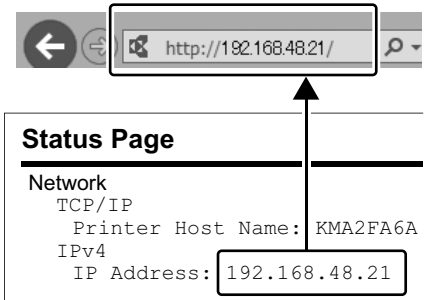 http://192.168.48.21/
Status Page
Network
TCP/IP
Printer Host Name: KMA2FA6A
IPv4
IP Address: 192.168.48.21